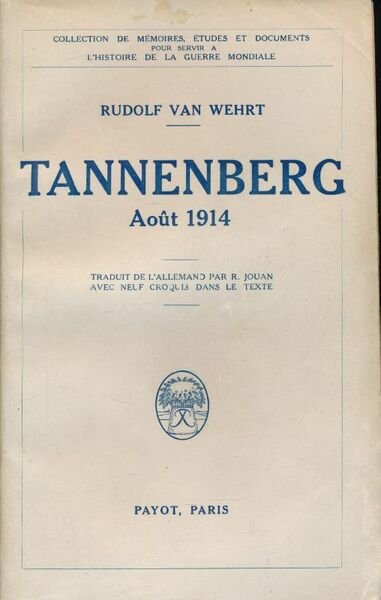 COLLECTION DE MÉMOIRES, ÉTUDES ET DOCUMENTS
POUR SERVIR A
L'HISTOIRE DE LA GUERRE MONDIALE
RUDOLF VAN WEHRT
TANNENBERG
Août 1914
TRADUIT DE L'ALLEMAND PAR R. JOUAN
AVEC NEUF CROQUIS DANS LE TEXTE
PAYOT, PARIS